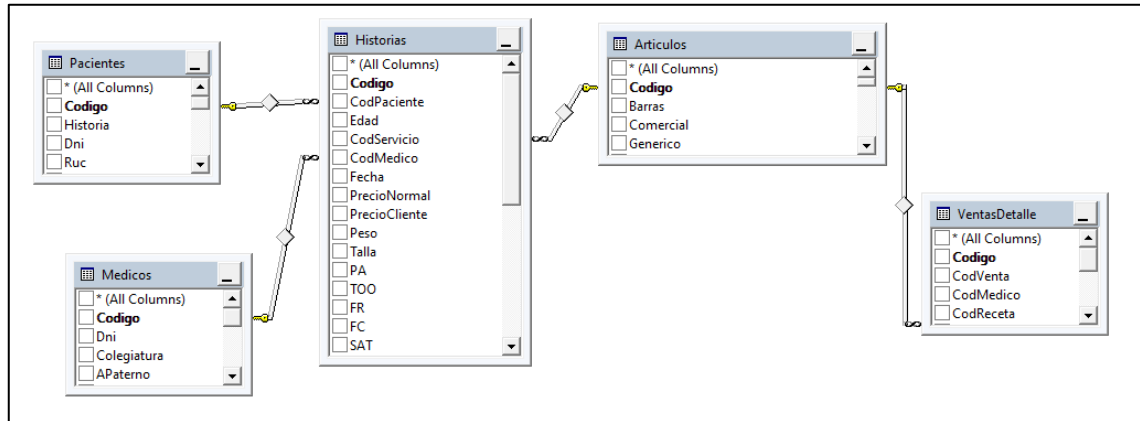 Pacientes
* (All Columns)
Codigo
Historia
Dni
Ruc
Medicos
* (All Columns)
Codigo
Dni
Colegiatura
APaterno
Historias
* (All Columns)
Codigo
CodPaciente
Edad
CodServicio
CodMedico
Fecha
PrecioNormal
PrecioCliente
Peso
Talla
PA
TOO
FR
FC
SAT
Articulos
* (All Columns)
Codigo
Barras
Comercial
Generico
VentasDetalle
* (All Columns)
Codigo
CodVenta
CodMedico
CodReceta